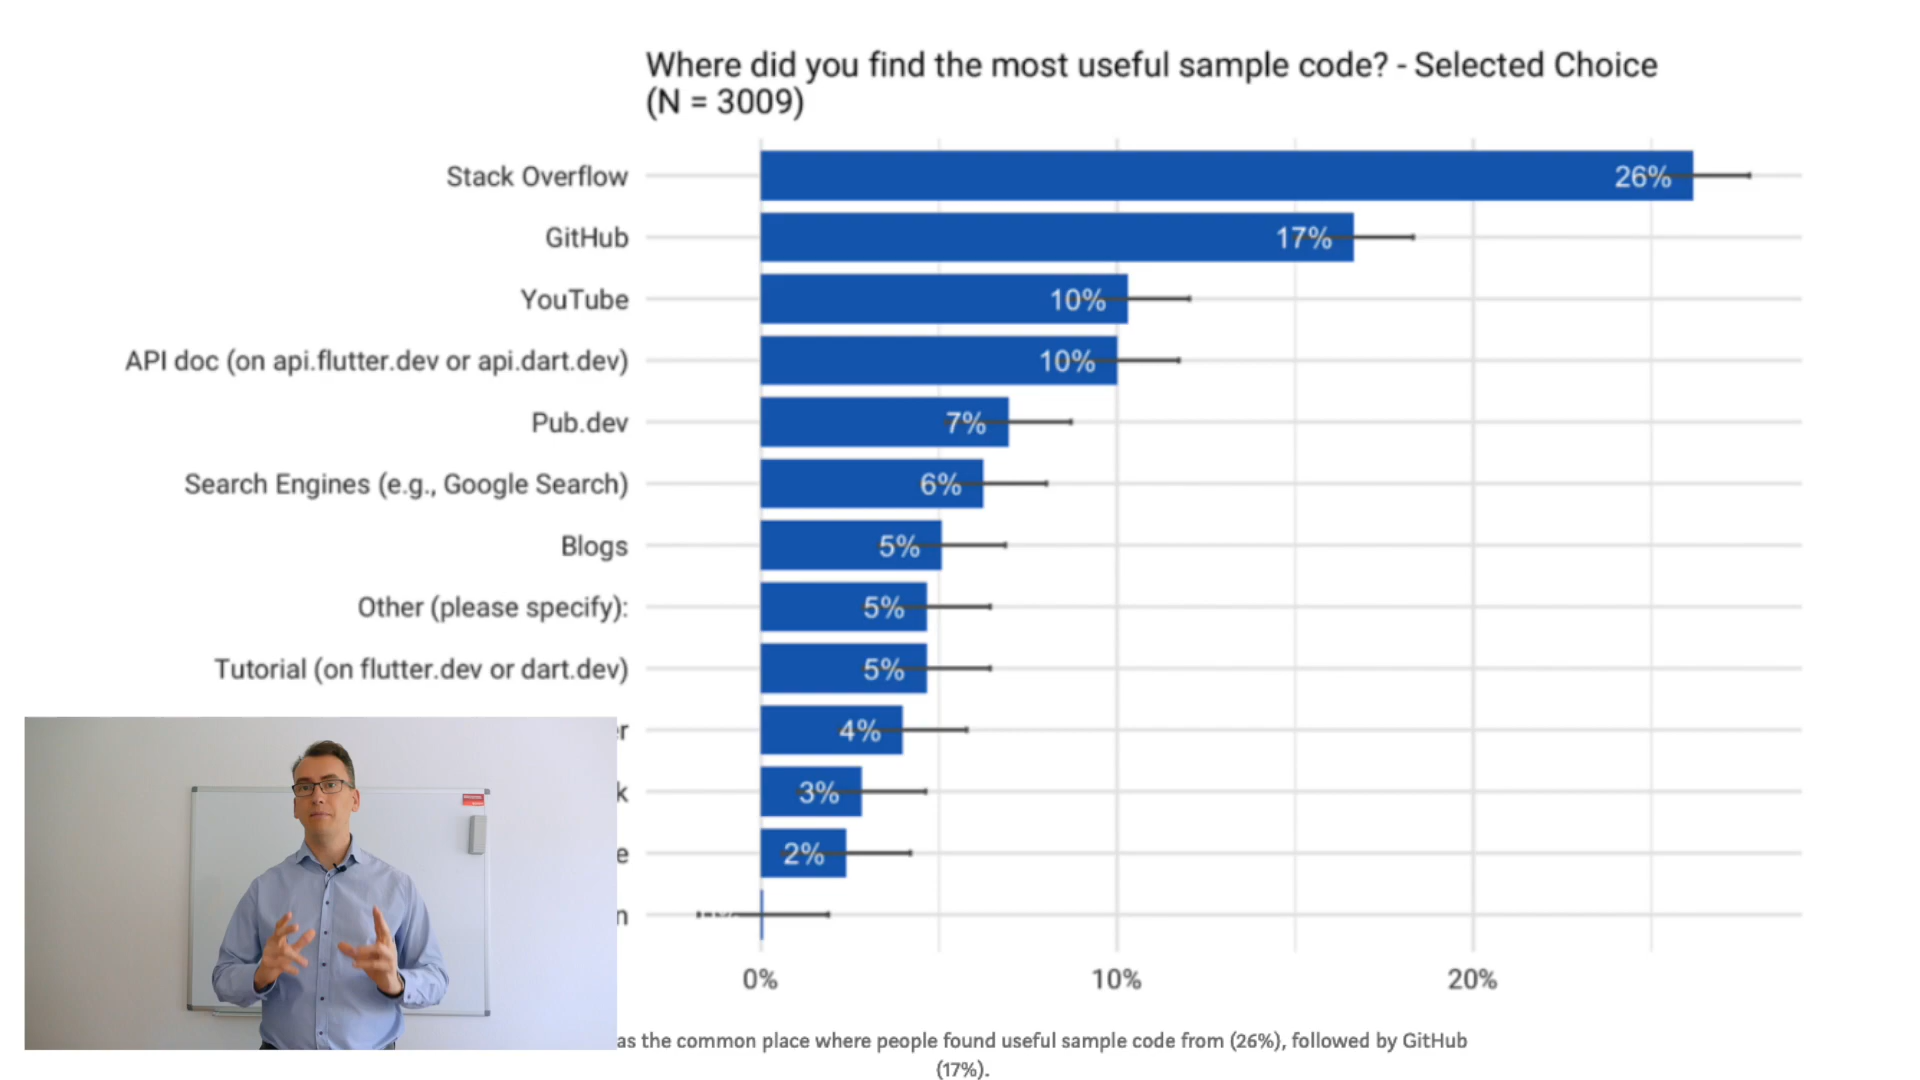 Where did you find the most useful sample code? - Selected Choice
(N = 3009)
Stack Overflow 26%
GitHub 17%
YouTube 10%
API doc (on api.flutter.dev or api.dart.dev) 10%
Pub.dev 7%
Search Engines (e.g., Google Search) 6%
Blogs 5%
Other (please specify): 5%
Tutorial (on flutter.dev or dart.dev) 5%
r 4%
k 3%
e 2%
n
0% 10% 20%
as the common place where people found useful sample code from (26%), followed by GitHub
(17%).